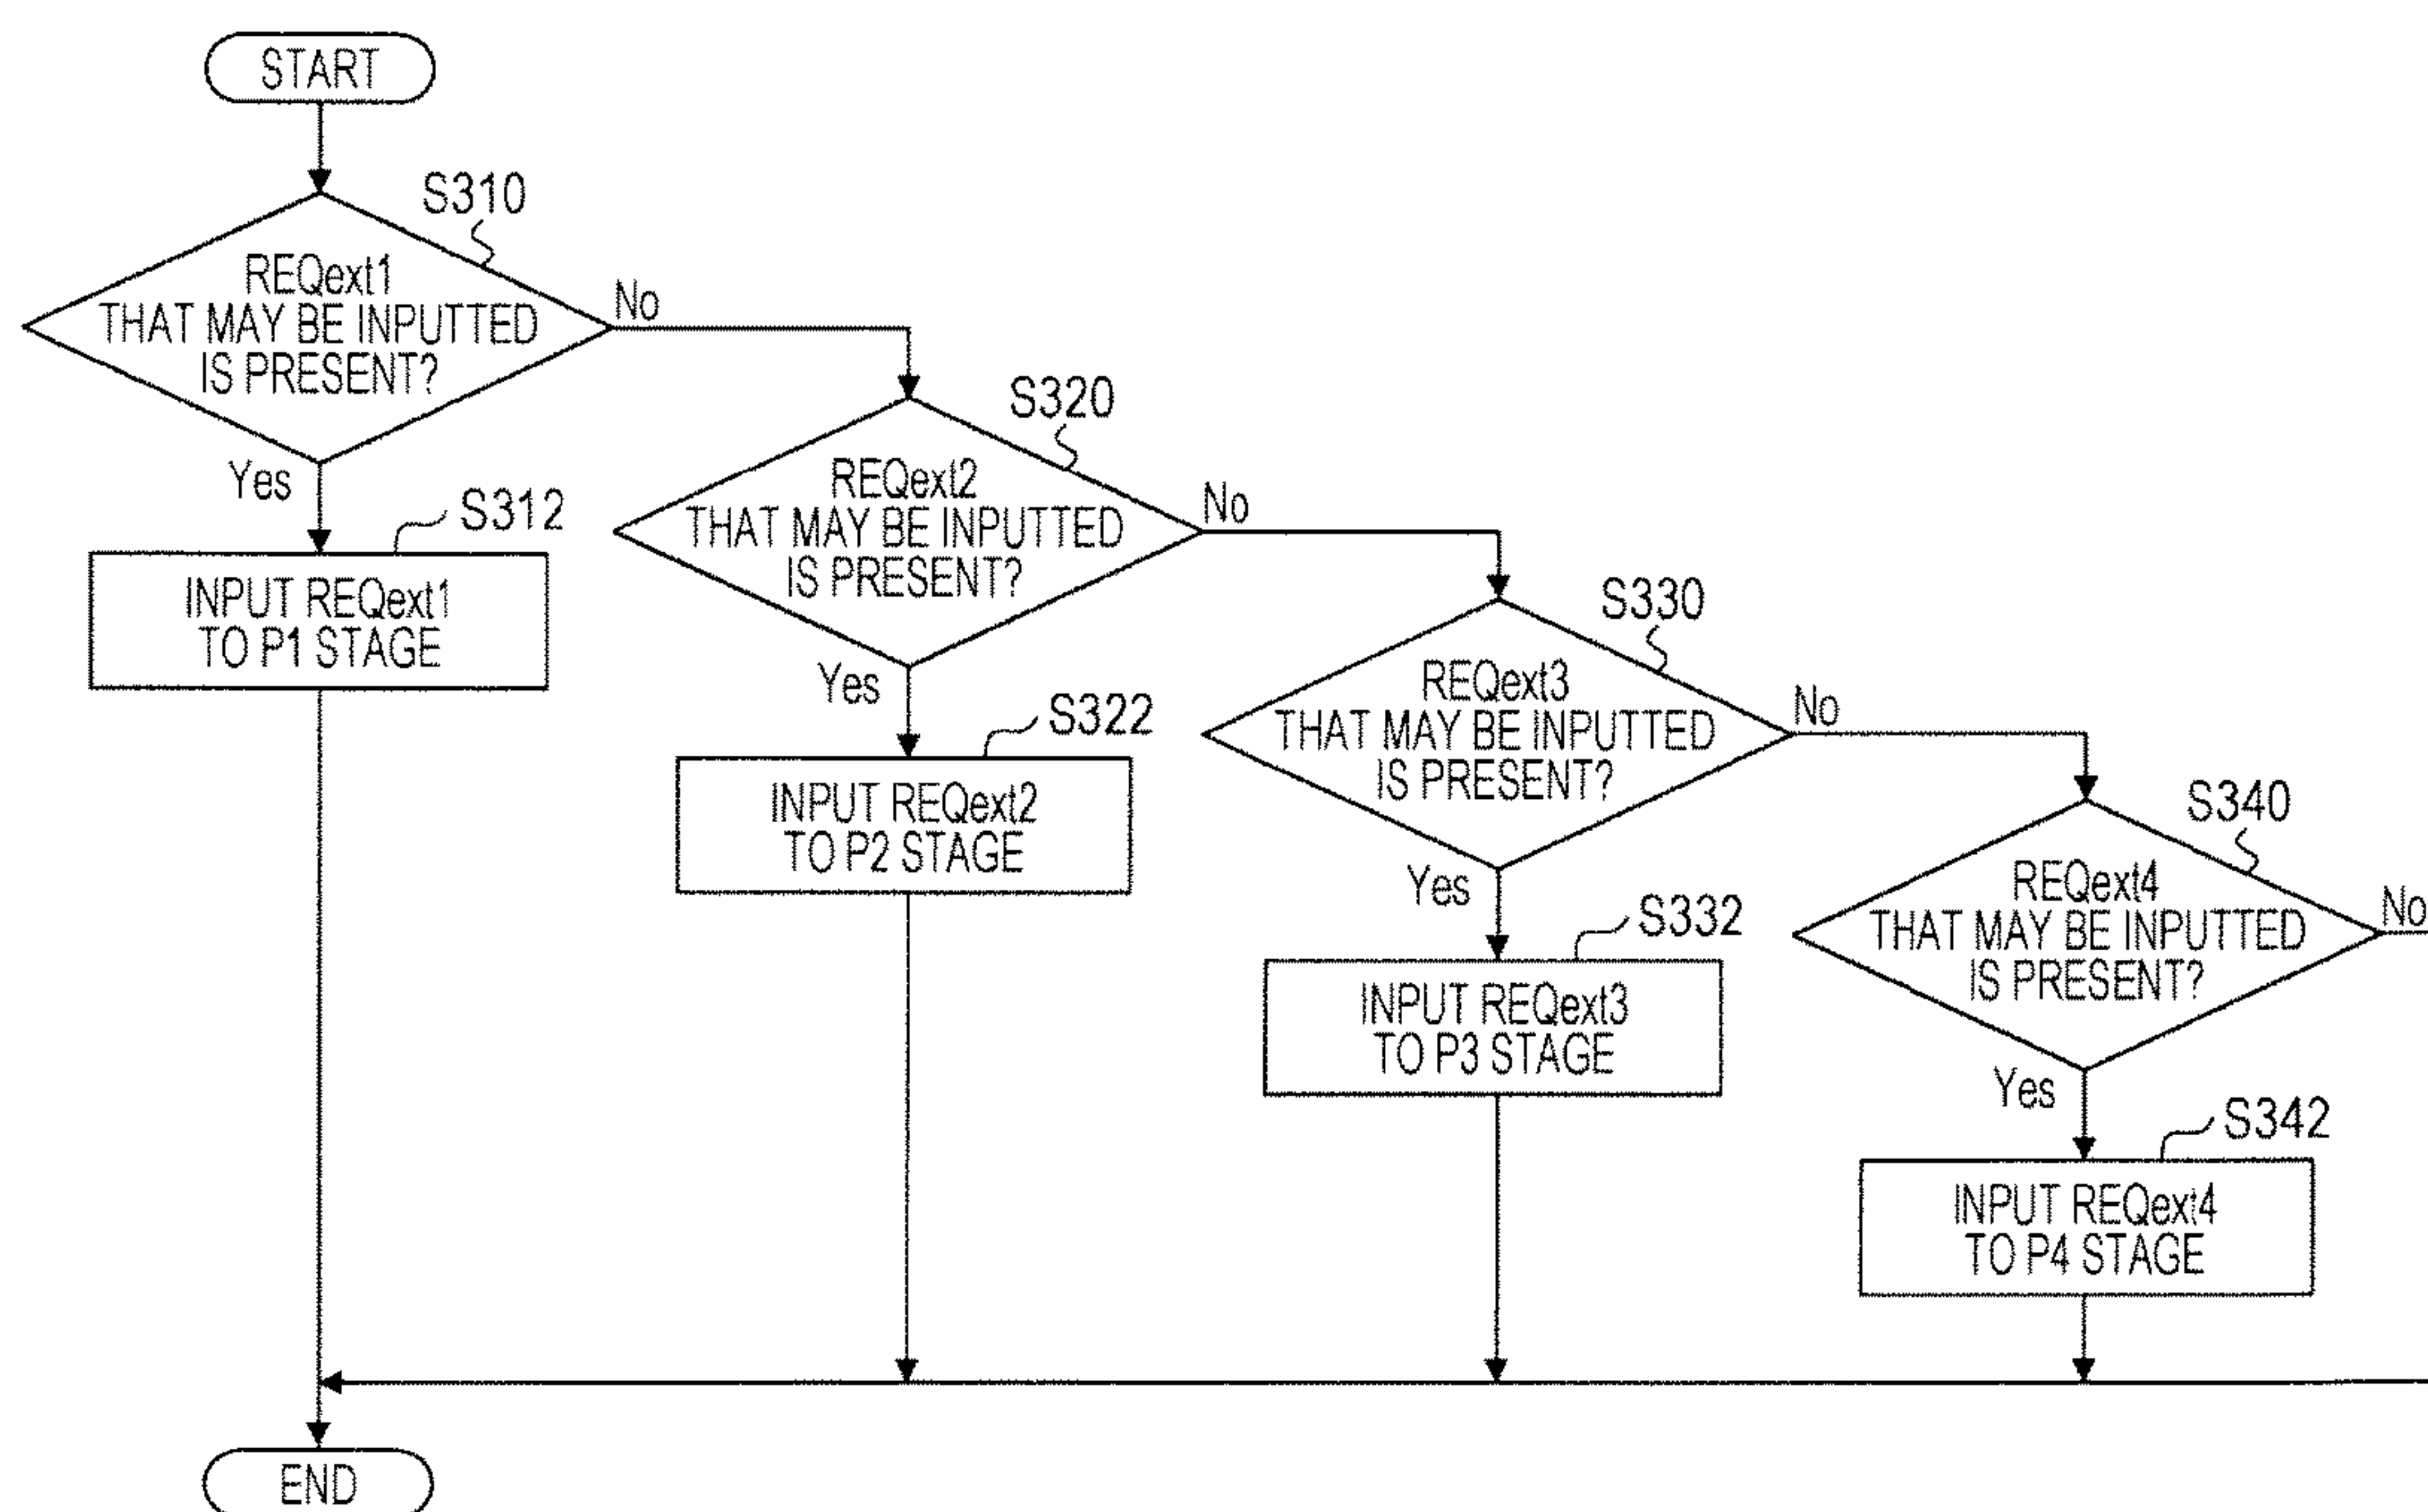 START
S310
REQext1
THAT MAY BE INPUTTED
IS PRESENT?
No
Yes
S312
INPUT REQext1
TO P1 STAGE
S320
REQext2
THAT MAY BE INPUTTED
IS PRESENT?
No
Yes
S322
INPUT REQext2
TO P2 STAGE
S330
REQext3
THAT MAY BE INPUTTED
IS PRESENT?
No
Yes
S332
INPUT REQext3
TO P3 STAGE
S340
REQext4
THAT MAY BE INPUTTED
IS PRESENT?
No
Yes
S342
INPUT REQext4
TO P4 STAGE
END